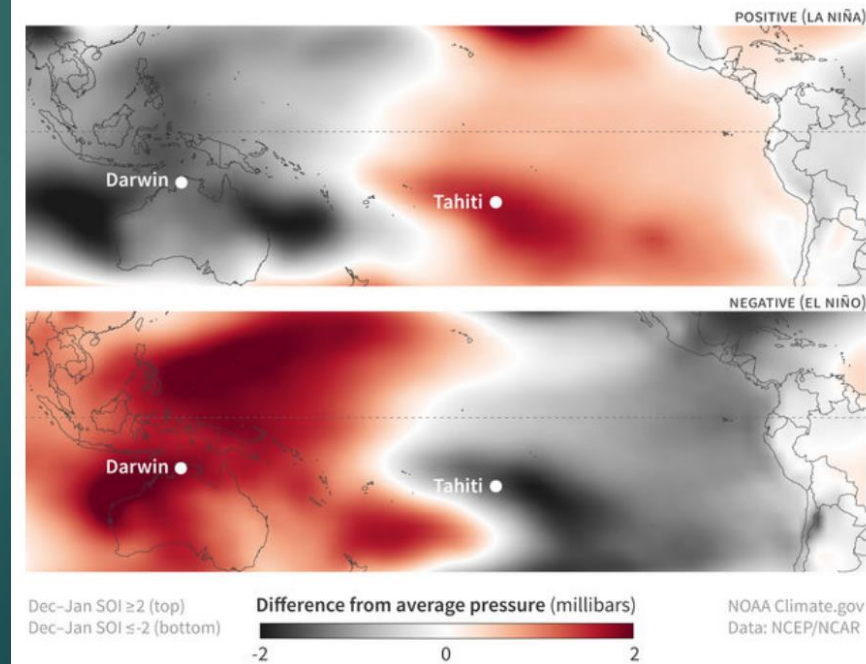 POSITIVE (LA NIÑA)
Darwin
Tahiti
NEGATIVE (EL NIÑO)
Darwin
Tahiti
Dec–Jan SOI ≥2 (top)
Dec–Jan SOI ≤-2 (bottom)
Difference from average pressure (millibars)
-2 0 2
NOAA Climate.gov
Data: NCEP/NCAR